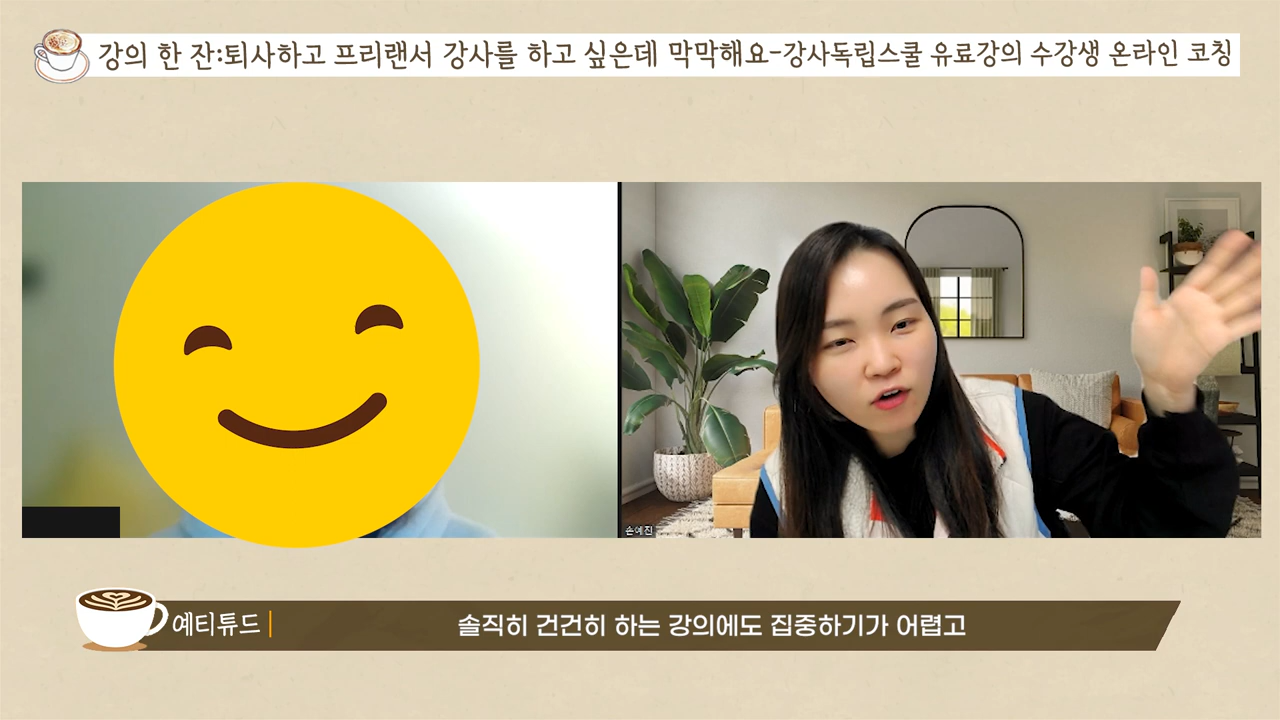 강의 한 잔:퇴사하고 프리랜서 강사를 하고 싶은데 막막해요-강사독립스쿨 유료강의 수강생 온라인 코칭
손예진
예티튜드
솔직히 건건히 하는 강의에도 집중하기가 어렵고